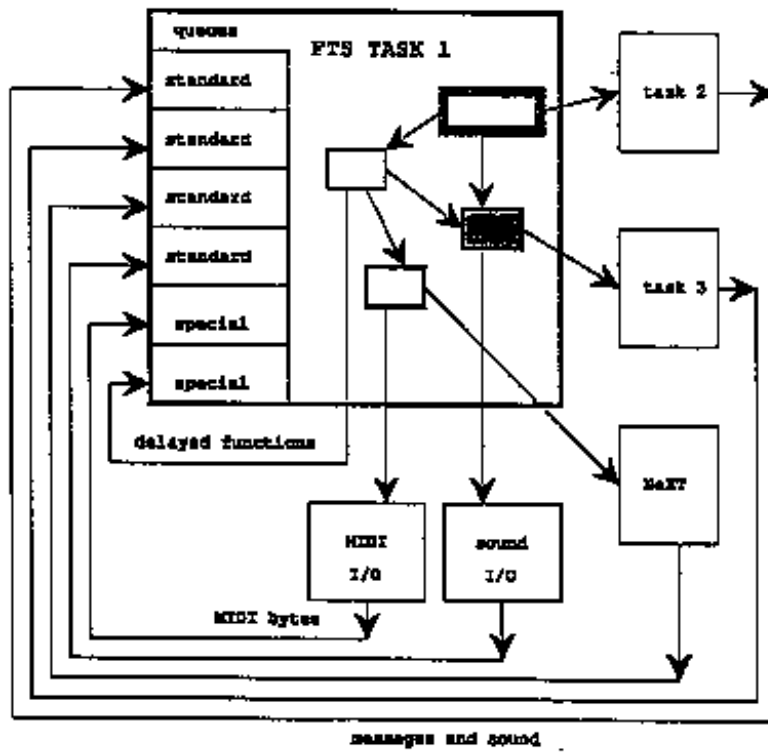 queues
FTS TASK 1
standard
standard
standard
standard
special
special
task 2
task 3
NeXT
delayed functions
MIDI
I/O
sound
I/O
MIDI bytes
messages and sound